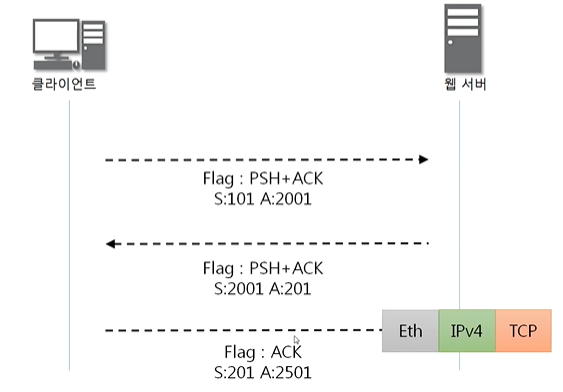 클라이언트
웹 서버
Flag : PSH+ACK
S:101 A:2001
Flag : PSH+ACK
S:2001 A:201
Eth IPv4 TCP
Flag : ACK
S:201 A:2501